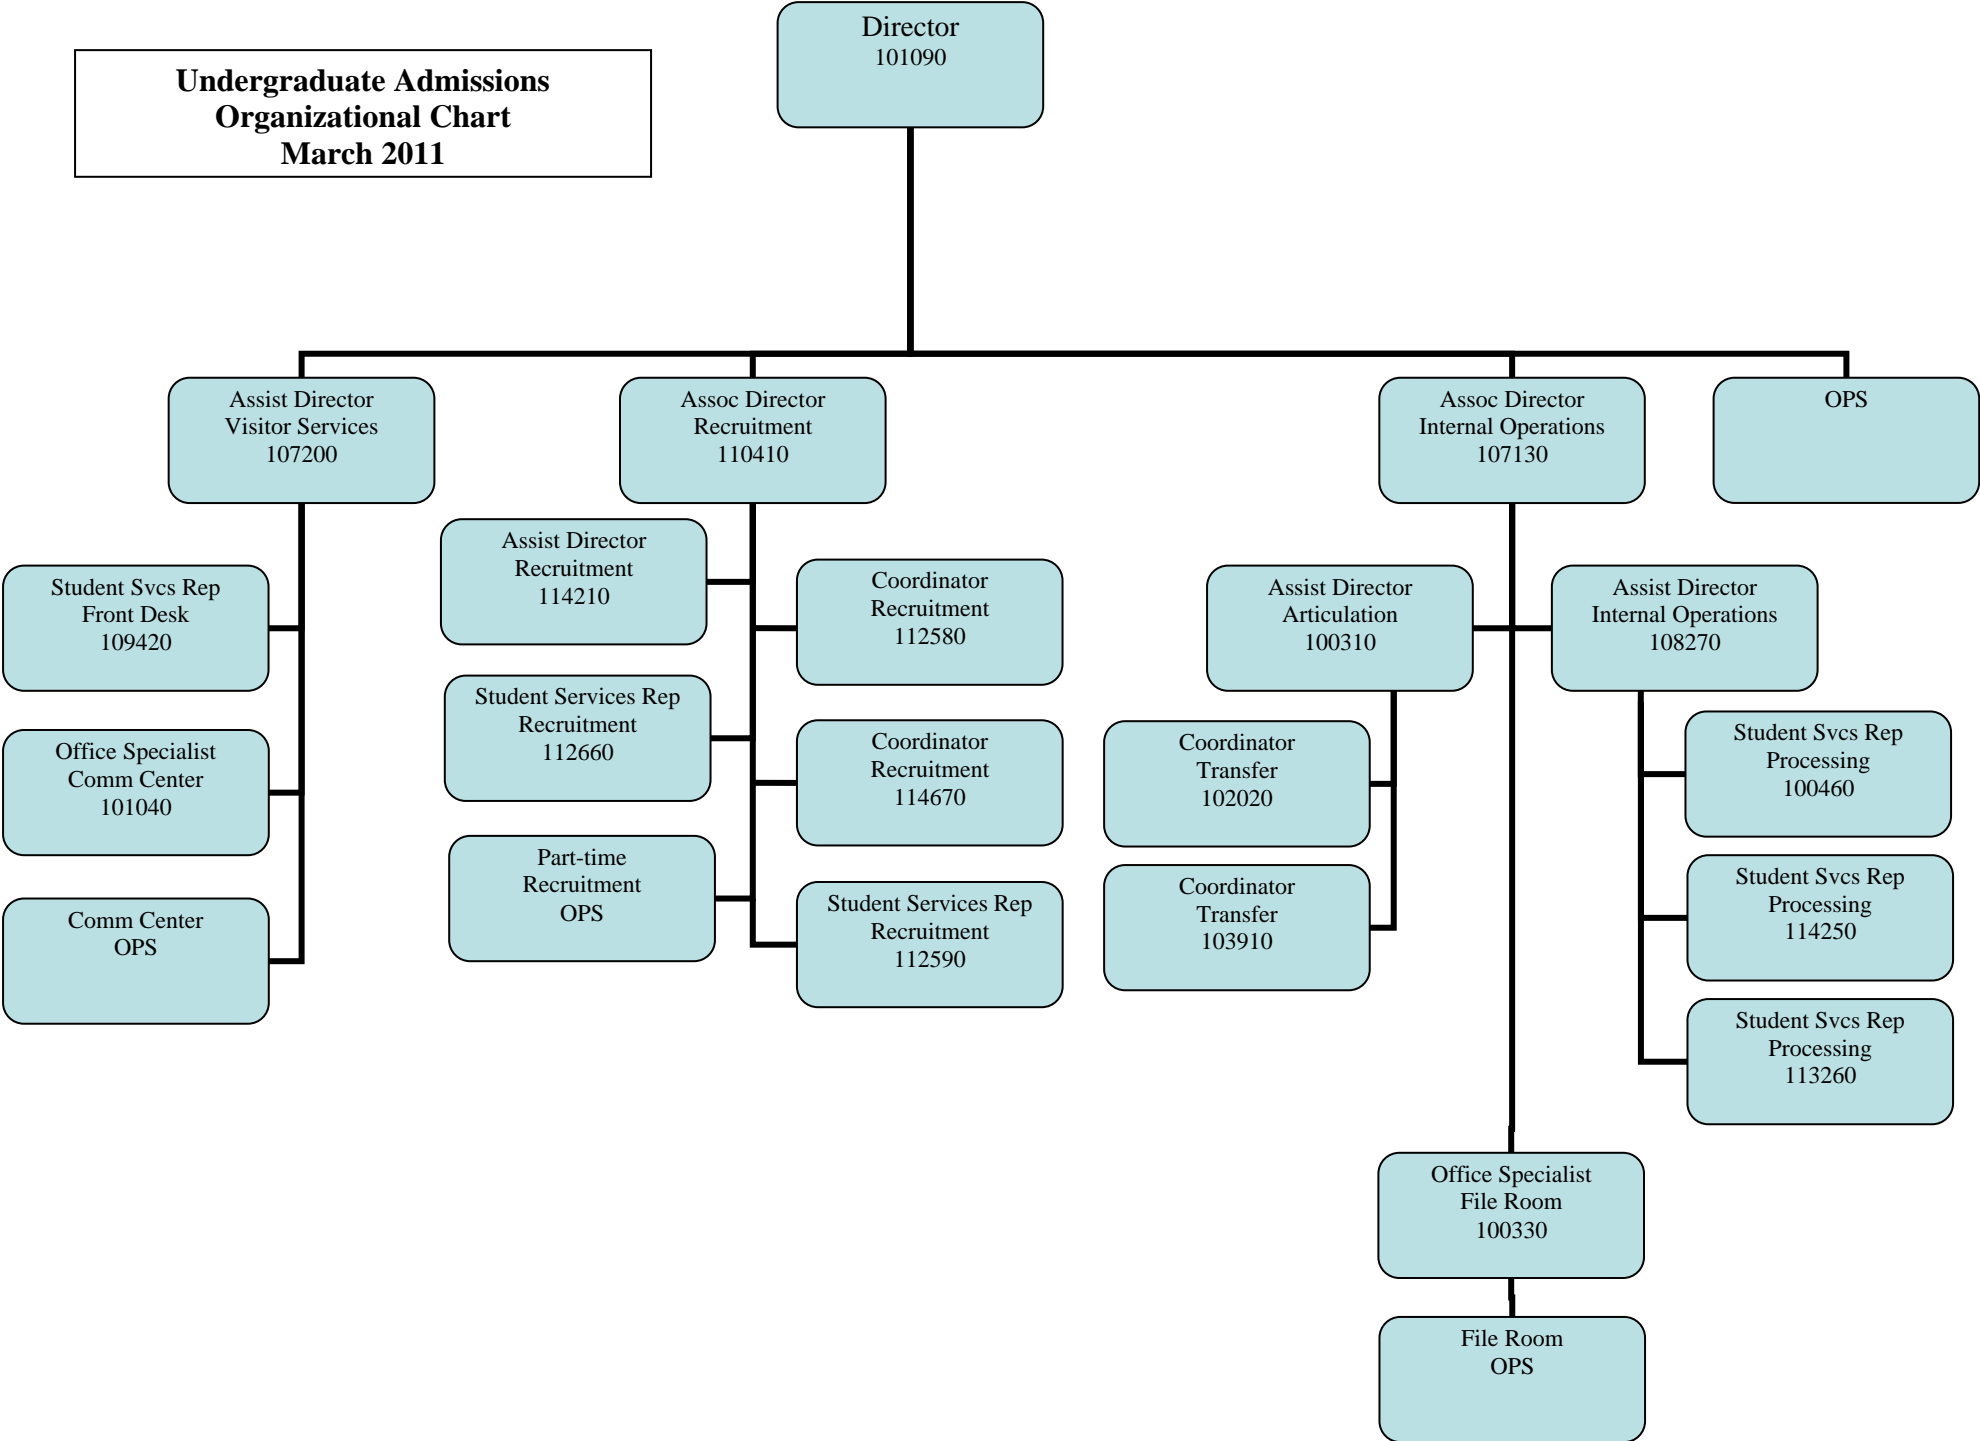 Director
101090
Undergraduate Admissions
Organizational Chart
March 2011
Assist Director
Visitor Services
107200
Assoc Director
Recruitment
110410
Assoc Director
Internal Operations
107130
OPS
Student Svcs Rep
Front Desk
109420
Office Specialist
Comm Center
101040
Comm Center
OPS
Assist Director
Recruitment
114210
Student Services Rep
Recruitment
112660
Part-time
Recruitment
OPS
Coordinator
Recruitment
112580
Coordinator
Recruitment
114670
Student Services Rep
Recruitment
112590
Assist Director
Articulation
100310
Coordinator
Transfer
102020
Coordinator
Transfer
103910
Assist Director
Internal Operations
108270
Student Svcs Rep
Processing
100460
Student Svcs Rep
Processing
114250
Student Svcs Rep
Processing
113260
Office Specialist
File Room
100330
File Room
OPS